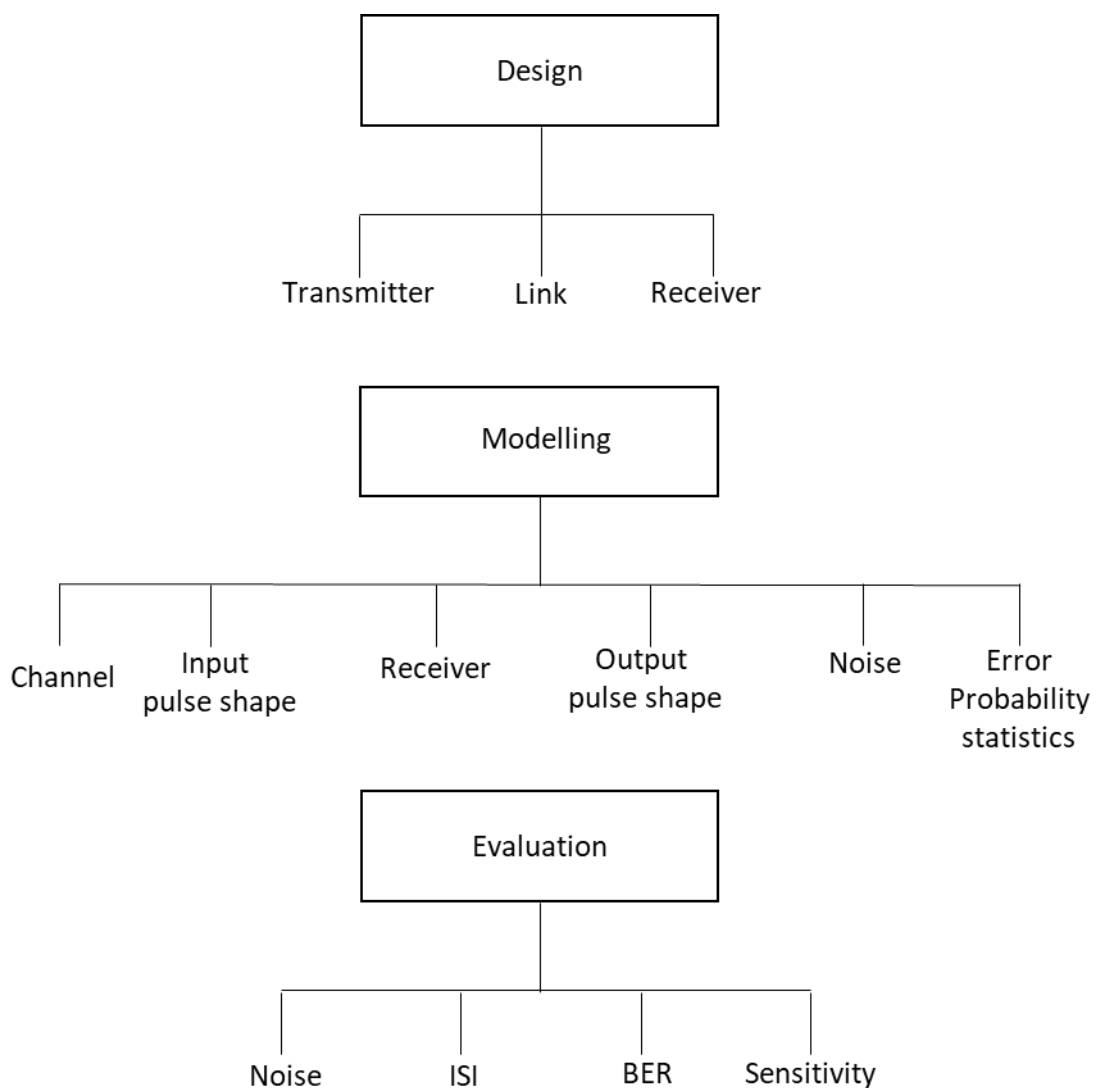 Design
Transmitter
Link
Receiver
Modelling
Channel
Input
pulse shape
Receiver
Output
pulse shape
Noise
Error
Probability
statistics
Evaluation
Noise
ISI
BER
Sensitivity